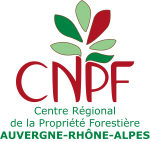 CNPF
Centre Régional
de la Propriété Forestière
AUVERGNE-RHÔNE-ALPES